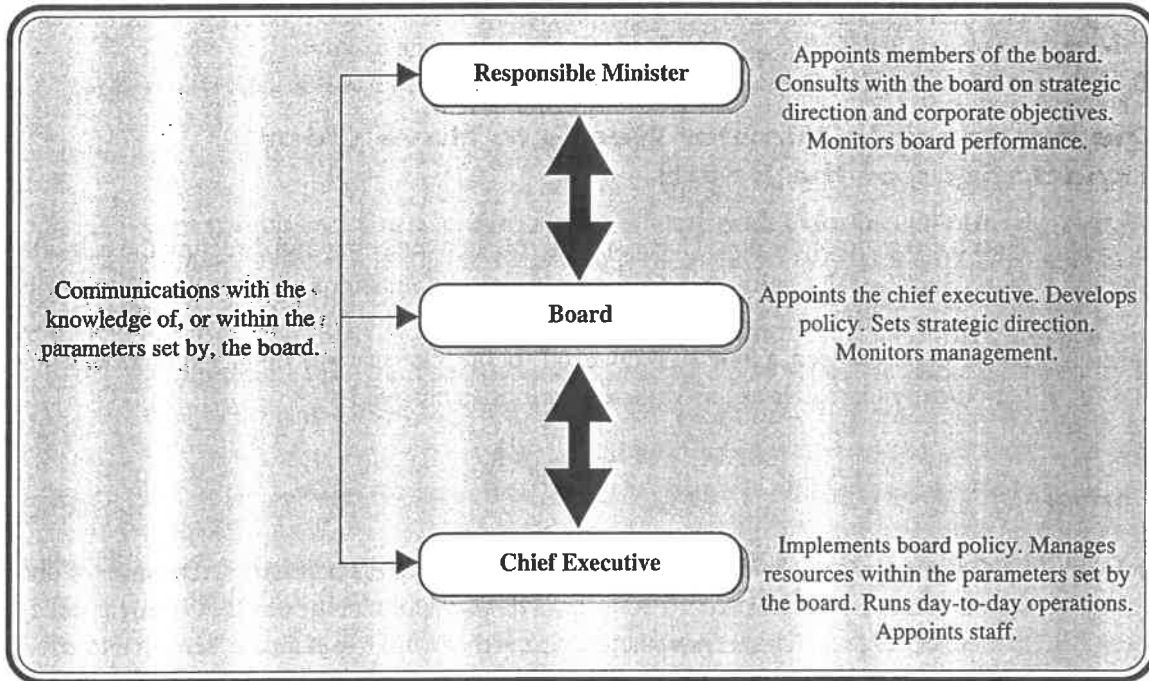 Responsible Minister
Appoints members of the board.
Consults with the board on strategic
direction and corporate objectives.
Monitors board performance.
Communications with the
knowledge of, or within the
parameters set by, the board.
Board
Appoints the chief executive. Develops
policy. Sets strategic direction.
Monitors management.
Chief Executive
Implements board policy. Manages
resources within the parameters set by
the board. Runs day-to-day operations.
Appoints staff.